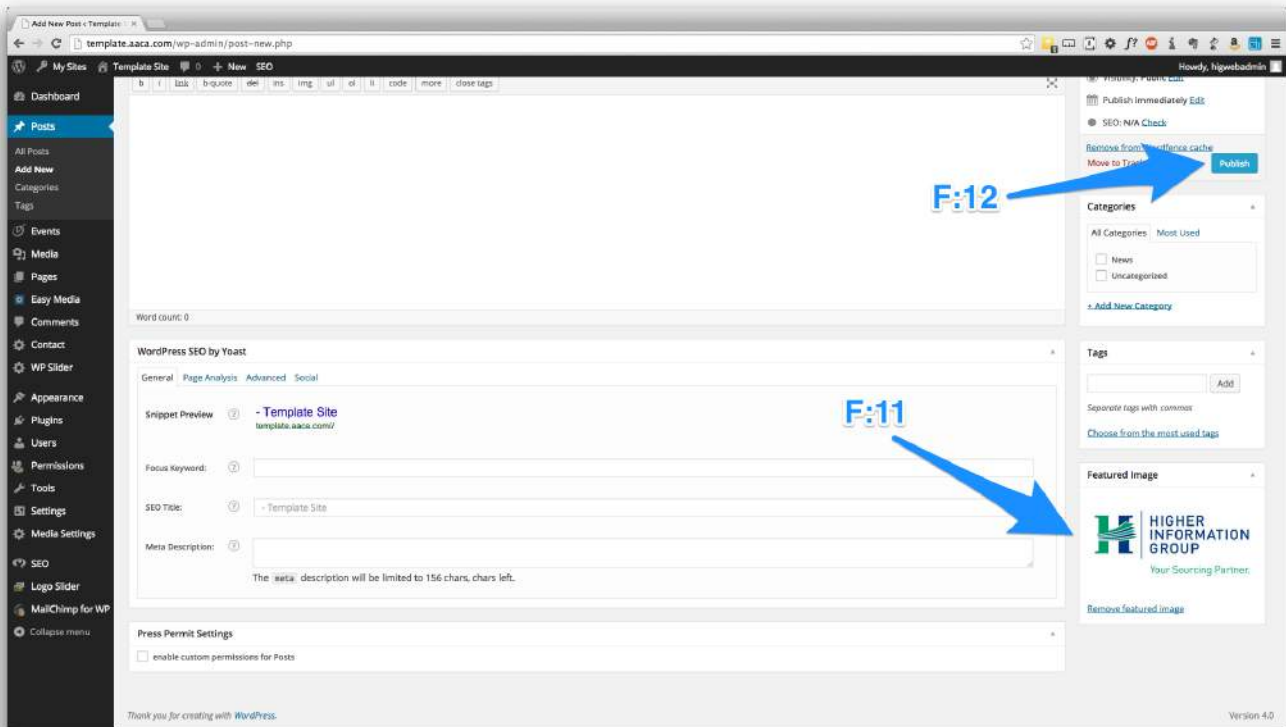 Add New Post ‹ Template
template.aaca.com/wp-admin/post-new.php
My Sites Template Site 0 + New SEO Howdy, higwebadmin
Dashboard
Posts
All Posts
Add New
Categories
Tags
Events
Media
Pages
Easy Media
Comments
Contact
WP Slider
Appearance
Plugins
Users
Permissions
Tools
Settings
Media Settings
SEO
Logo Slider
MailChimp for WP
Collapse menu
b i link b-quote del ins img ul ol li code more close tags
Word count: 0
WordPress SEO by Yoast
General Page Analysis Advanced Social
Snippet Preview ? - Template Site
template.aaca.com//
Focus Keyword: ?
SEO Title: ? - Template Site
Meta Description: ?
The meta description will be limited to 156 chars, chars left.
Press Permit Settings
enable custom permissions for Posts
Thank you for creating with WordPress.
F:12
F:11
Visibility: Public Edit
Publish immediately Edit
SEO: N/A Check
Remove from cache
Move to
Publish
Categories
All Categories Most Used
News
Uncategorized
+ Add New Category
Tags
Add
Separate tags with commas
Choose from the most used tags
Featured Image
HIGHER
INFORMATION
GROUP
Your Sourcing Partner.
Remove featured image
Version 4.0